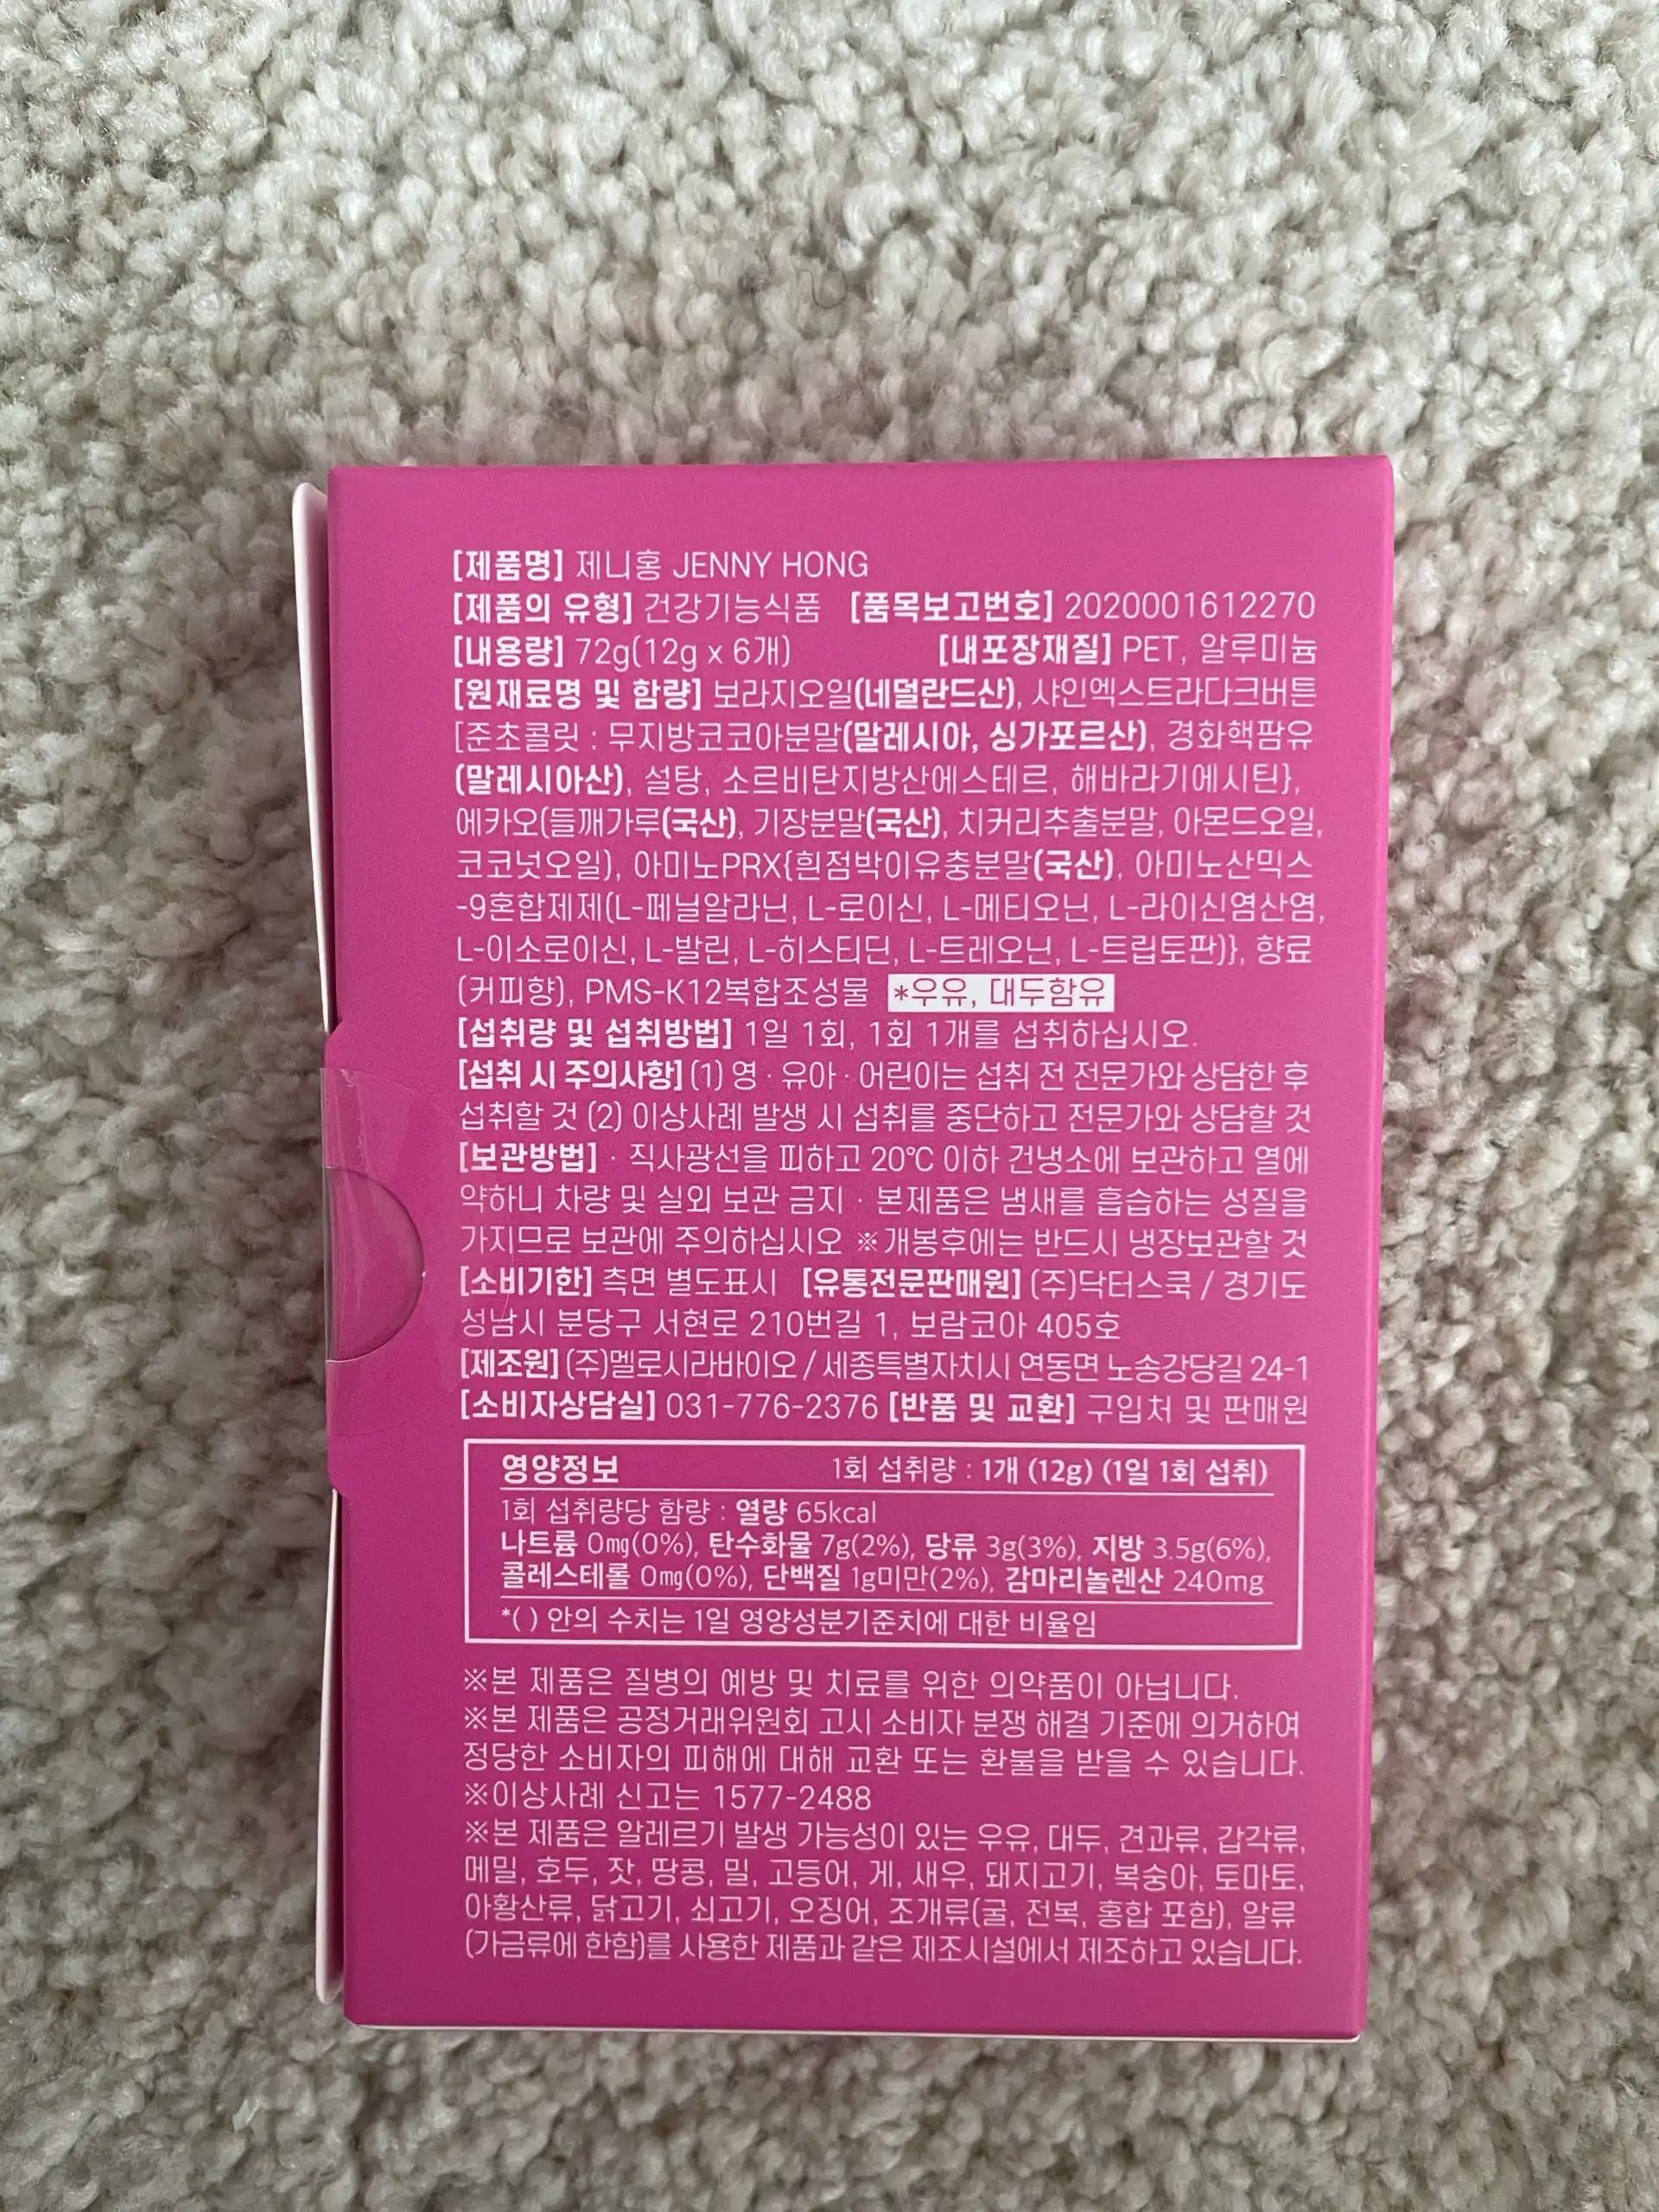 [제품명] 제니홍 JENNY HONG
[제품의 유형] 건강기능식품 [품목보고번호] 2020001612270
[내용량] 72g(12g x 6개) [내포장재질] PET, 알루미늄
[원재료명 및 함량] 보라지오일(네덜란드산), 샤인엑스트라다크버튼
[준초콜릿 : 무지방코코아분말(말레시아, 싱가포르산), 경화핵팜유
(말레시아산), 설탕, 소르비탄지방산에스테르, 해바라기에시틴},
에카오(들깨가루(국산), 기장분말(국산), 치커리추출분말, 아몬드오일,
코코넛오일), 아미노PRX{흰점박이유충분말(국산), 아미노산믹스
-9혼합제제(L-페닐알라닌, L-로이신, L-메티오닌, L-라이신염산염,
L-이소로이신, L-발린, L-히스티딘, L-트레오닌, L-트립토판)}, 향료
(커피향), PMS-K12복합조성물 *우유, 대두함유
[섭취량 및 섭취방법] 1일 1회, 1회 1개를 섭취하십시오.
[섭취 시 주의사항] (1) 영 · 유아 · 어린이는 섭취 전 전문가와 상담한 후
섭취할 것 (2) 이상사례 발생 시 섭취를 중단하고 전문가와 상담할 것
[보관방법] · 직사광선을 피하고 20℃ 이하 건냉소에 보관하고 열에
약하니 차량 및 실외 보관 금지 · 본제품은 냄새를 흡습하는 성질을
가지므로 보관에 주의하십시오 ※개봉후에는 반드시 냉장보관할 것
[소비기한] 측면 별도표시 [유통전문판매원] (주)닥터스쿡 / 경기도
성남시 분당구 서현로 210번길 1, 보람코아 405호
[제조원] (주)멜로시라바이오 / 세종특별자치시 연동면 노송강당길 24-1
[소비자상담실] 031-776-2376 [반품 및 교환] 구입처 및 판매원
영양정보 1회 섭취량 : 1개 (12g) (1일 1회 섭취)
1회 섭취량당 함량 : 열량 65kcal
나트륨 0mg(0%), 탄수화물 7g(2%), 당류 3g(3%), 지방 3.5g(6%),
콜레스테롤 0mg(0%), 단백질 1g미만(2%), 감마리놀렌산 240mg
*( ) 안의 수치는 1일 영양성분기준치에 대한 비율임
※본 제품은 질병의 예방 및 치료를 위한 의약품이 아닙니다.
※본 제품은 공정거래위원회 고시 소비자 분쟁 해결 기준에 의거하여
정당한 소비자의 피해에 대해 교환 또는 환불을 받을 수 있습니다.
※이상사례 신고는 1577-2488
※본 제품은 알레르기 발생 가능성이 있는 우유, 대두, 견과류, 갑각류,
메밀, 호두, 잣, 땅콩, 밀, 고등어, 게, 새우, 돼지고기, 복숭아, 토마토,
아황산류, 닭고기, 쇠고기, 오징어, 조개류(굴, 전복, 홍합 포함), 알류
(가금류에 한함)를 사용한 제품과 같은 제조시설에서 제조하고 있습니다.